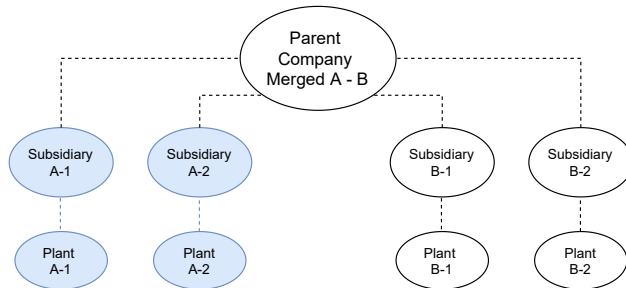 Parent
Company
Merged A - B
Subsidiary
A-1
Subsidiary
A-2
Subsidiary
B-1
Subsidiary
B-2
Plant
A-1
Plant
A-2
Plant
B-1
Plant
B-2